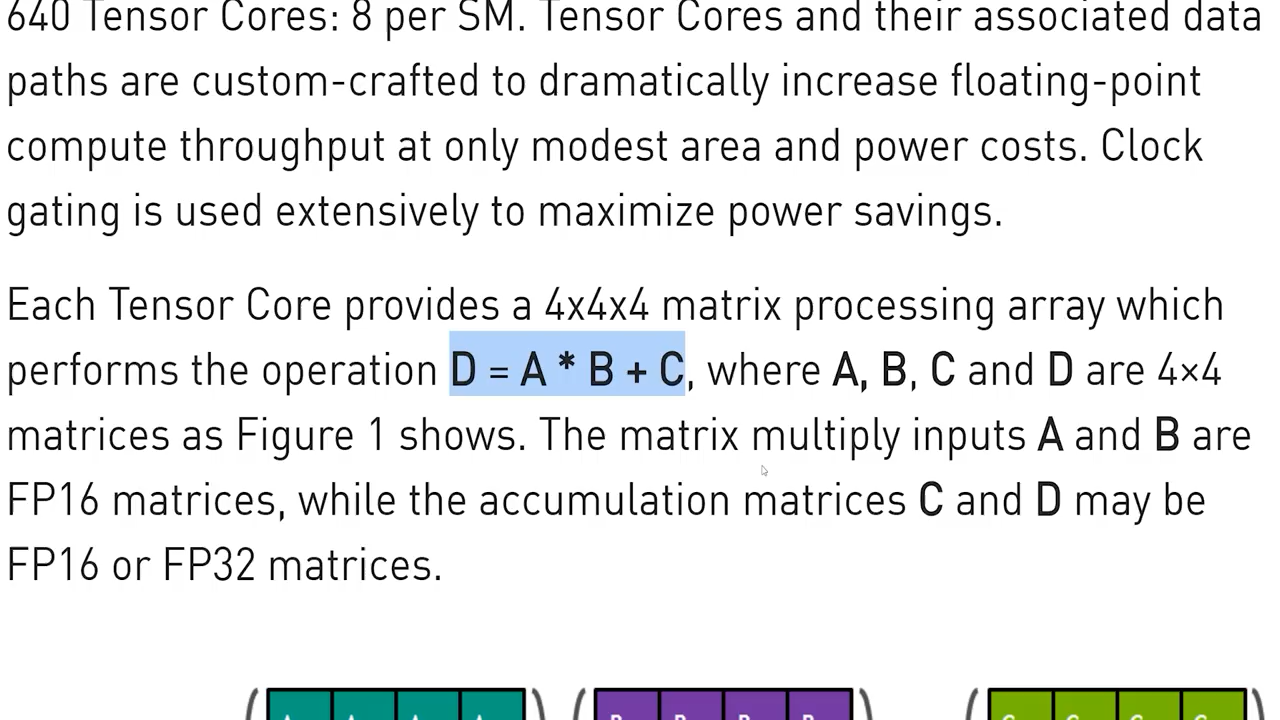 640 Tensor Cores: 8 per SM. Tensor Cores and their associated data
paths are custom-crafted to dramatically increase floating-point
compute throughput at only modest area and power costs. Clock
gating is used extensively to maximize power savings.
Each Tensor Core provides a 4x4x4 matrix processing array which
performs the operation D = A * B + C, where A, B, C and D are 4×4
matrices as Figure 1 shows. The matrix multiply inputs A and B are
FP16 matrices, while the accumulation matrices C and D may be
FP16 or FP32 matrices.